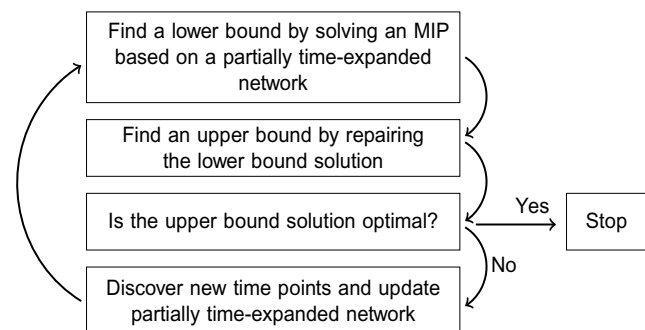 Find a lower bound by solving an MIP
based on a partially time-expanded
network
Find an upper bound by repairing
the lower bound solution
Is the upper bound solution optimal?
Yes
Stop
No
Discover new time points and update
partially time-expanded network